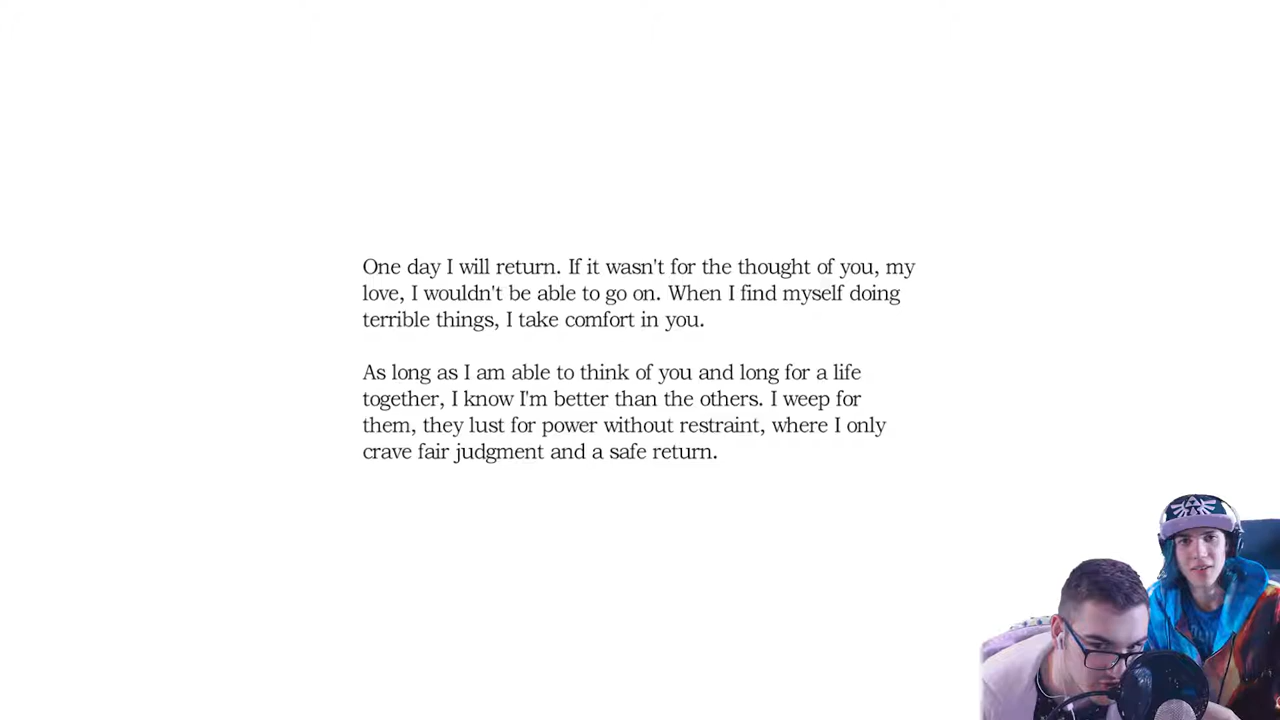 One day I will return. If it wasn't for the thought of you, my
love, I wouldn't be able to go on. When I find myself doing
terrible things, I take comfort in you.
As long as I am able to think of you and long for a life
together, I know I'm better than the others. I weep for
them, they lust for power without restraint, where I only
crave fair judgment and a safe return.